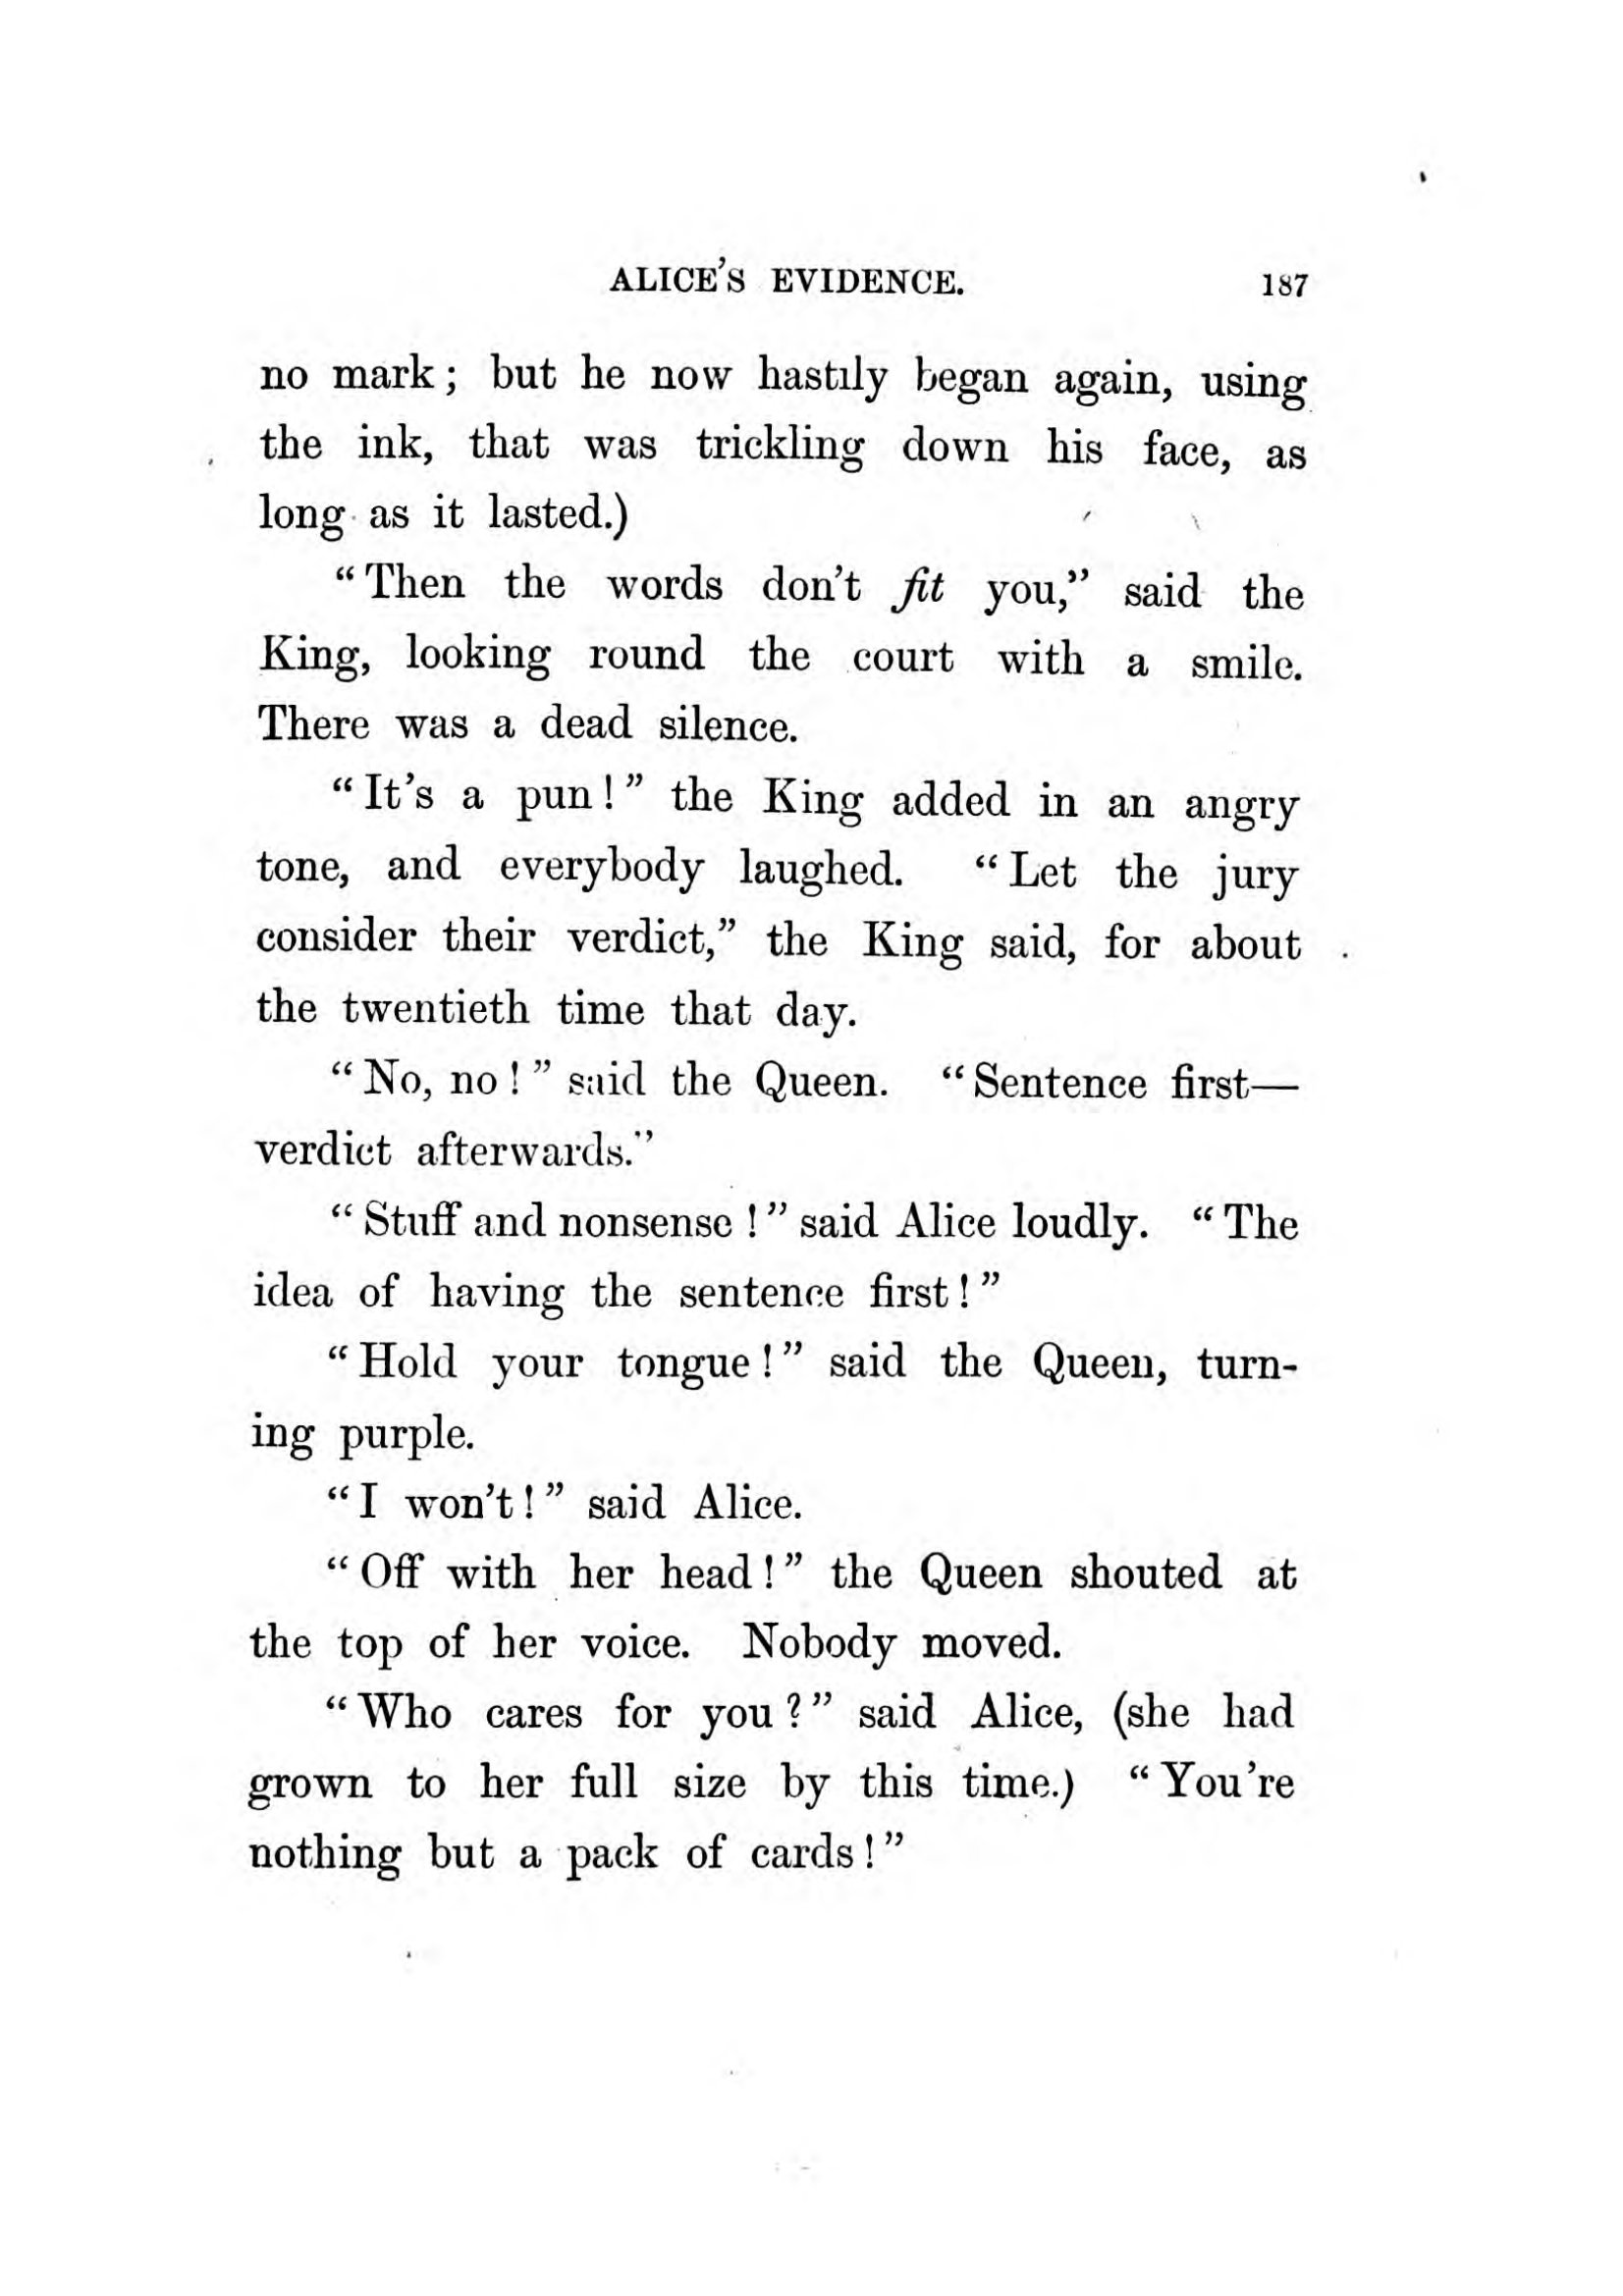 ALICE'S EVIDENCE. 187
no mark; but he now hastily began again, using
the ink, that was trickling down his face, as
long as it lasted.)
"Then the words don't fit you," said the
King, looking round the court with a smile.
There was a dead silence.
"It's a pun!" the King added in an angry
tone, and everybody laughed. "Let the jury
consider their verdict," the King said, for about
the twentieth time that day.
"No, no!" said the Queen. "Sentence first—
verdict afterwards."
"Stuff and nonsense!" said Alice loudly. "The
idea of having the sentence first!"
"Hold your tongue!" said the Queen, turn-
ing purple.
"I won't!" said Alice.
"Off with her head!" the Queen shouted at
the top of her voice. Nobody moved.
"Who cares for you?" said Alice, (she had
grown to her full size by this time.) "You're
nothing but a pack of cards!"